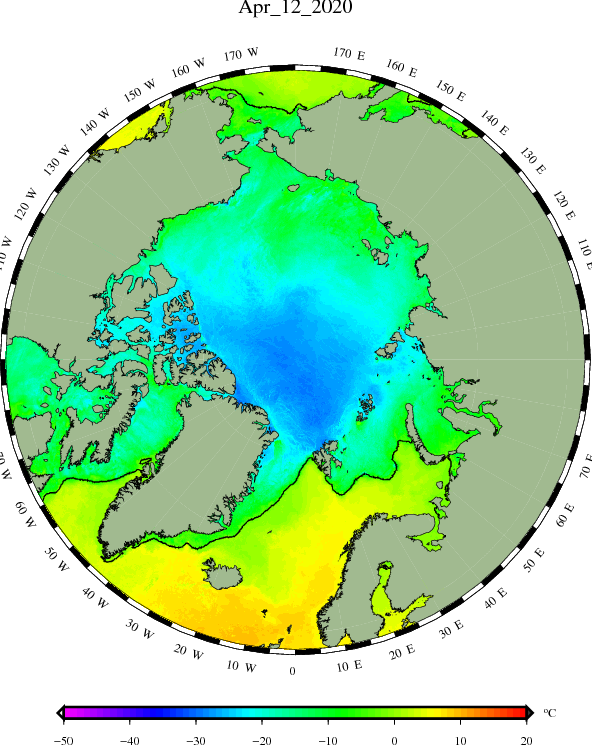 Apr_12_2020
170 W
170 E
160 W
160 E
150 W
150 E
140 W
140 E
130 W
130 E
120 W
120 E
110 E
70 E
60 W
60 E
50 W
50 E
40 W
40 E
30 W
30 E
20 W
20 E
10 W
10 E
0
°C
−50 −40 −30 −20 −10 0 10 20